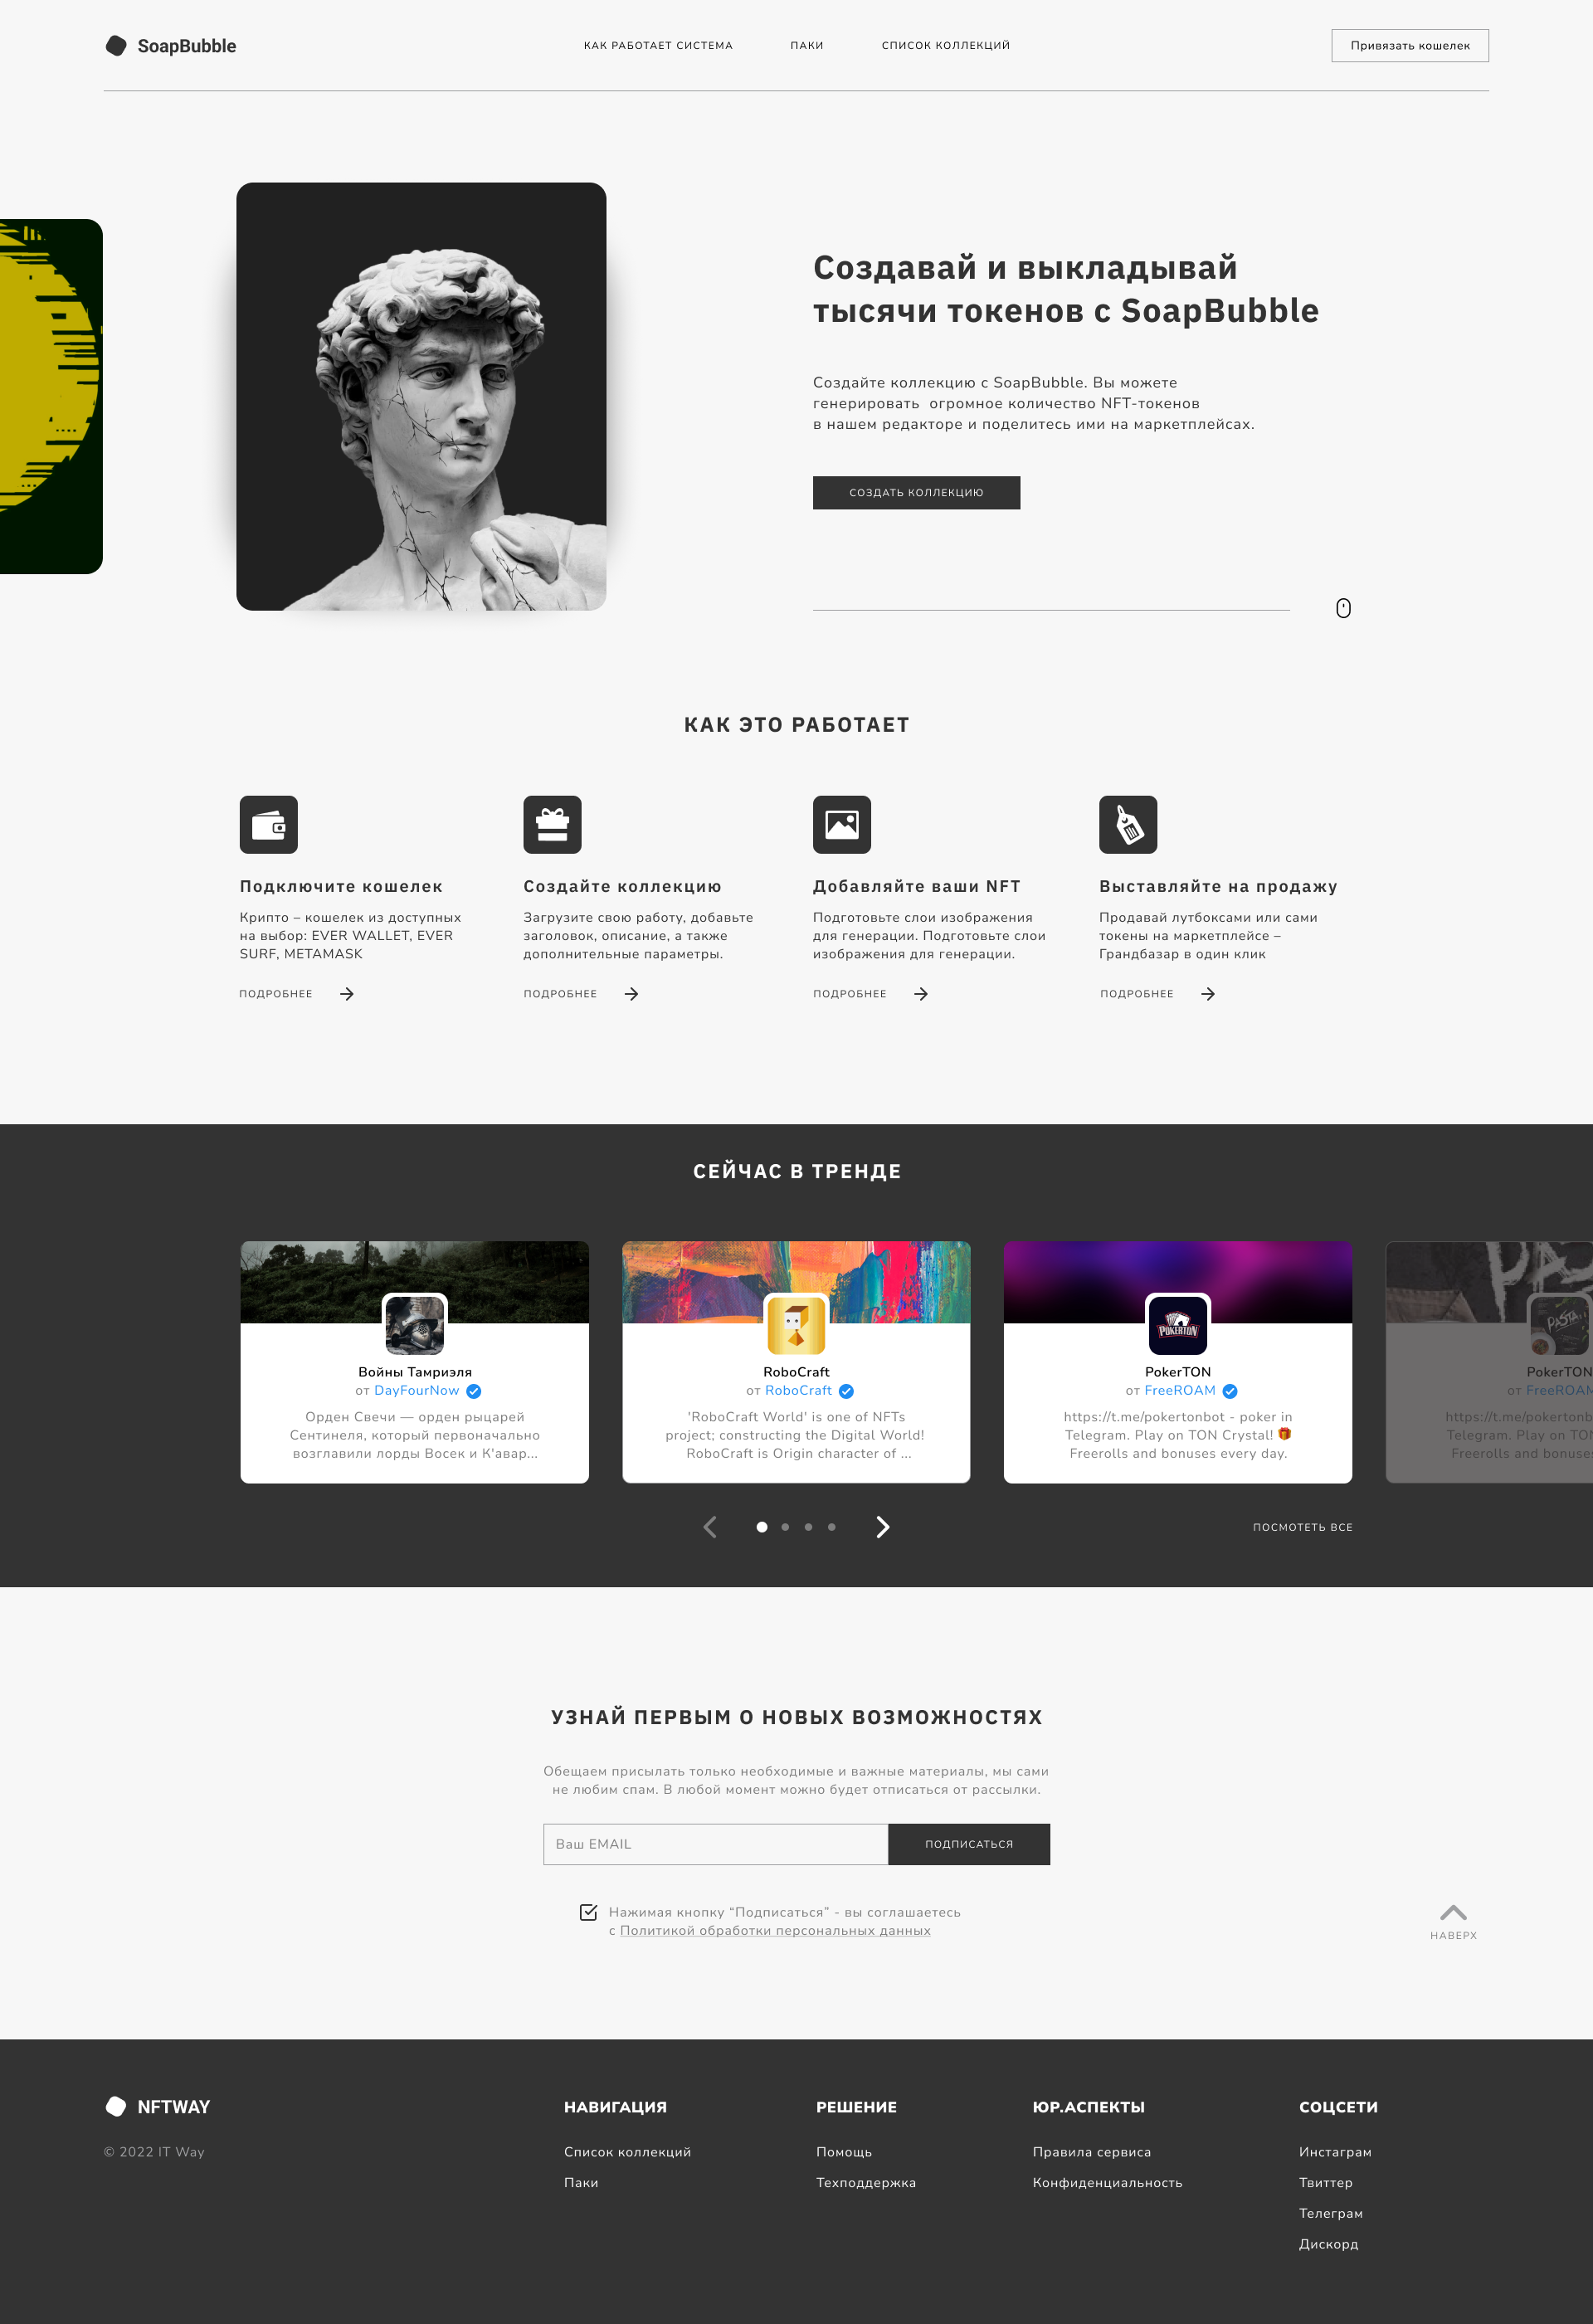 SoapBubble
КАК РАБОТАЕТ СИСТЕМА
ПАКИ
СПИСОК КОЛЛЕКЦИЙ
Привязать кошелек
Создавай и выкладывай
тысячи токенов с SoapBubble
Создайте коллекцию с SoapBubble. Вы можете
генерировать  огромное количество NFT-токенов
в нашем редакторе и поделитесь ими на маркетплейсах.
СОЗДАТЬ КОЛЛЕКЦИЮ
КАК ЭТО РАБОТАЕТ
Подключите кошелек
Крипто – кошелек из доступных
на выбор: EVER WALLET, EVER
SURF, METAMASK
ПОДРОБНЕЕ
Создайте коллекцию
Загрузите свою работу, добавьте
заголовок, описание, а также
дополнительные параметры.
ПОДРОБНЕЕ
Добавляйте ваши NFT
Подготовьте слои изображения
для генерации. Подготовьте слои
изображения для генерации.
ПОДРОБНЕЕ
Выставляйте на продажу
Продавай лутбоксами или сами
токены на маркетплейсе –
Грандбазар в один клик
ПОДРОБНЕЕ
СЕЙЧАС В ТРЕНДЕ
Войны Тамриэля
от DayFourNow
Орден Свечи — орден рыцарей
Сентинеля, который первоначально
возглавили лорды Восек и К'авар...
RoboCraft
от RoboCraft
'RoboCraft World' is one of NFTs
project; constructing the Digital World!
RoboCraft is Origin character of ...
POKERTON
PokerTON
от FreeROAM
https://t.me/pokertonbot - poker in
Telegram. Play on TON Crystal! 🎁
Freerolls and bonuses every day.
PASTA
PokerTON
от FreeROAM
https://t.me/pokertonb
Telegram. Play on TON
Freerolls and bonuses
ПОСМОТЕТЬ ВСЕ
УЗНАЙ ПЕРВЫМ О НОВЫХ ВОЗМОЖНОСТЯХ
Обещаем присылать только необходимые и важные материалы, мы сами
не любим спам. В любой момент можно будет отписаться от рассылки.
Ваш EMAIL
ПОДПИСАТЬСЯ
Нажимая кнопку “Подписаться” - вы соглашаетесь
с Политикой обработки персональных данных
НАВЕРХ
NFTWAY
© 2022 IT Way
НАВИГАЦИЯ
Список коллекций
Паки
РЕШЕНИЕ
Помощь
Техподдержка
ЮР.АСПЕКТЫ
Правила сервиса
Конфиденциальность
СОЦСЕТИ
Инстаграм
Твиттер
Телеграм
Дискорд